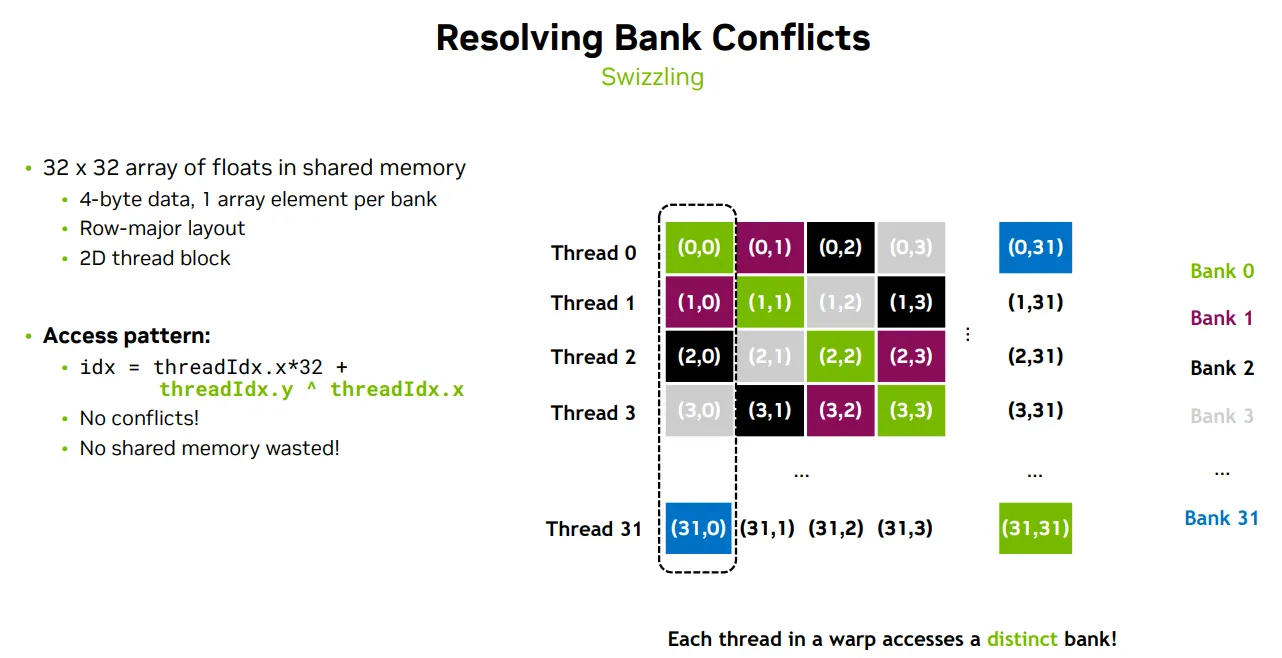 Resolving Bank Conflicts
Swizzling
• 32 x 32 array of floats in shared memory
• 4-byte data, 1 array element per bank
• Row-major layout
• 2D thread block
• Access pattern:
• idx = threadIdx.x*32 +
threadIdx.y ^ threadIdx.x
• No conflicts!
• No shared memory wasted!
Thread 0 (0,0) (0,1) (0,2) (0,3) (0,31)
Thread 1 (1,0) (1,1) (1,2) (1,3) ... (1,31)
Thread 2 (2,0) (2,1) (2,2) (2,3) (2,31)
Thread 3 (3,0) (3,1) (3,2) (3,3) (3,31)
... ...
Thread 31 (31,0) (31,1) (31,2) (31,3) (31,31)
Bank 0
Bank 1
Bank 2
Bank 3
...
Bank 31
Each thread in a warp accesses a distinct bank!